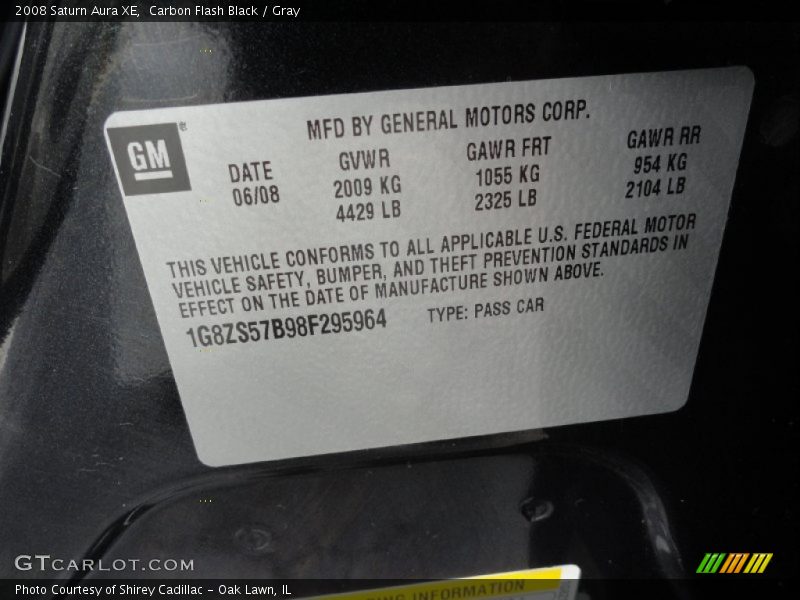 2008 Saturn Aura XE,  Carbon Flash Black / Gray
MFD BY GENERAL MOTORS CORP.
GM®
DATE GVWR GAWR FRT GAWR RR
06/08 2009 KG 1055 KG 954 KG
4429 LB 2325 LB 2104 LB
THIS VEHICLE CONFORMS TO ALL APPLICABLE U.S. FEDERAL MOTOR
VEHICLE SAFETY, BUMPER, AND THEFT PREVENTION STANDARDS IN
EFFECT ON THE DATE OF MANUFACTURE SHOWN ABOVE.
1G8ZS57B98F295964 TYPE: PASS CAR
GTCARLOT.COM
INFORMATION
Photo Courtesy of Shirey Cadillac - Oak Lawn, IL